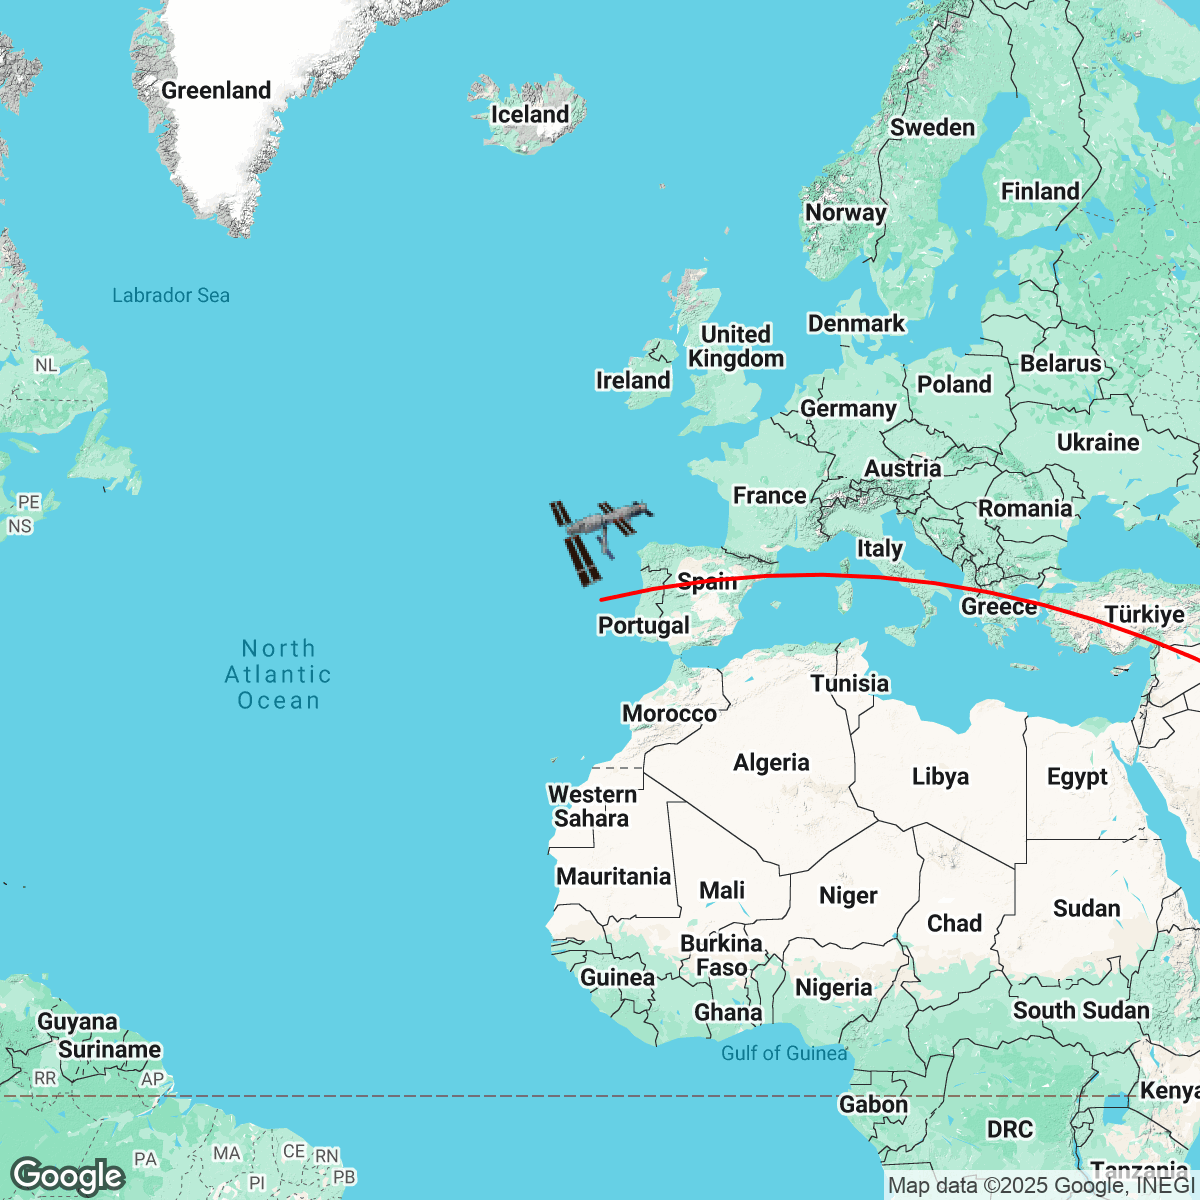 Greenland
Iceland
Sweden
Finland
Norway
Labrador Sea
Denmark
United
Kingdom
NL
Ireland
Belarus
Poland
Germany
Ukraine
Austria
France
PE
NS
Romania
Italy
Spain
Greece
Türkiye
Portugal
North
Atlantic
Ocean
Tunisia
Morocco
Algeria
Libya
Egypt
Western
Sahara
Mauritania
Mali
Niger
Chad
Sudan
Burkina
Faso
Guinea
Nigeria
Ghana
South Sudan
Guyana
Suriname
Gulf of Guinea
RR
AP
Gabon
Kenya
DRC
PA
MA
CE
RN
PI
PB
Tanzania
Google
Map data ©2025 Google, INEGI